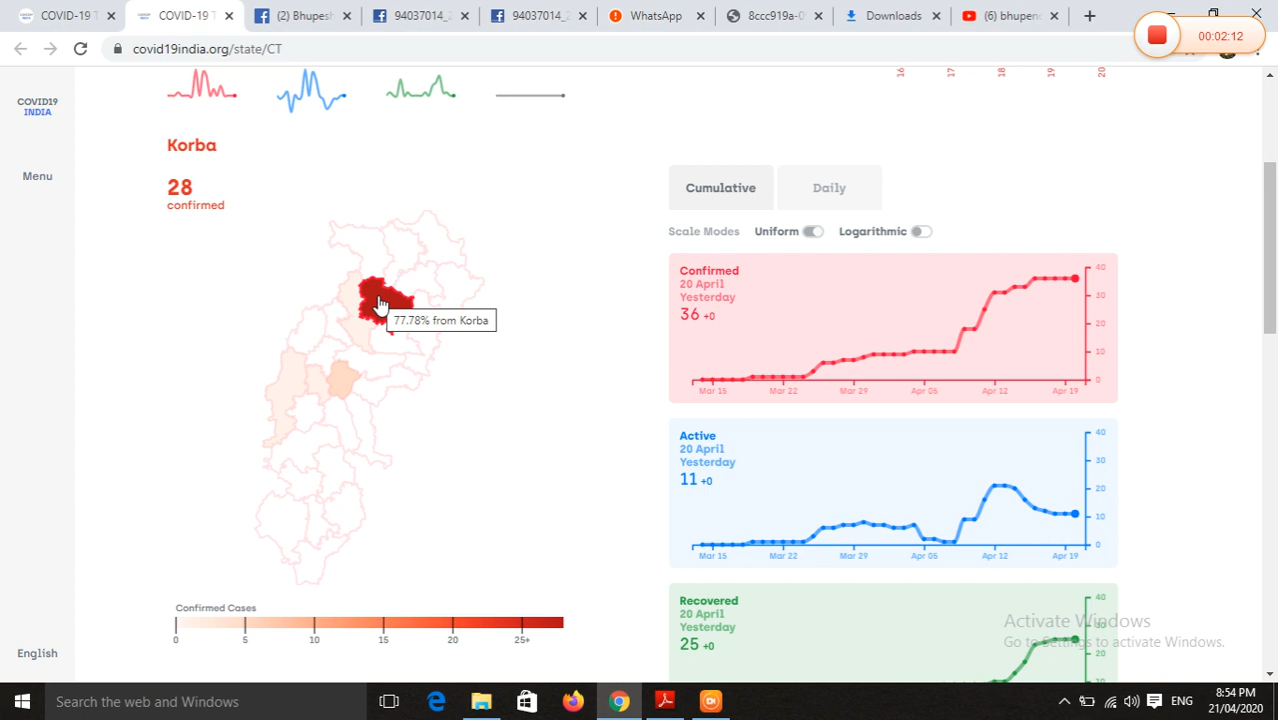 COVID-19 T
COVID-19 T
(2) Bhupesh
94037014_2
94037014_2
WhatsApp
8ccc919a-0
Downloads
(6) bhupen
00:02:12
covid19india.org/state/CT
COVID19
INDIA
Menu
English
16
17
18
19
20
Korba
28
confirmed
77.78% from Korba
Confirmed Cases
0
5
10
15
20
25+
Cumulative
Daily
Scale Modes Uniform Logarithmic
Confirmed
20 April
Yesterday
36 +0
40
30
20
10
0
Mar 15 Mar 22 Mar 29 Apr 05 Apr 12 Apr 19
Active
20 April
Yesterday
11 +0
40
30
20
10
0
Mar 15 Mar 22 Mar 29 Apr 05 Apr 12 Apr 19
Recovered
20 April
Yesterday
25 +0
40
30
20
10
Activate Windows
Go to Settings to activate Windows.
Search the web and Windows
ENG
8:54 PM
21/04/2020